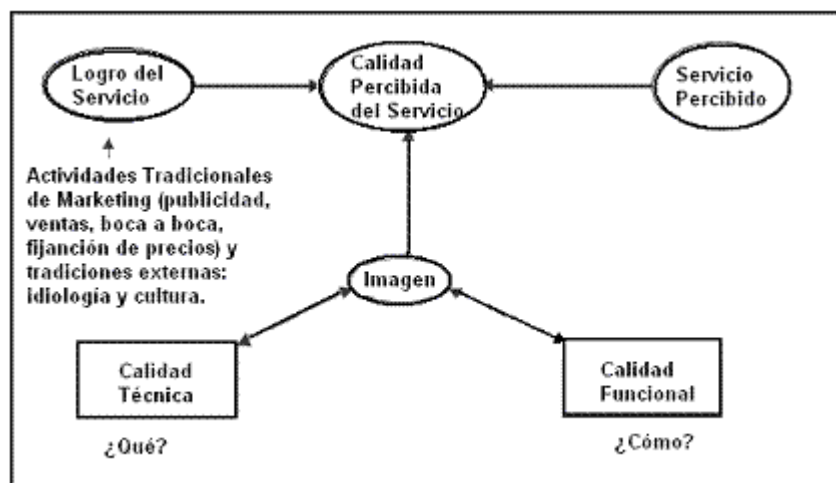 Logro del
Servicio
Calidad
Percibida
del Servicio
Servicio
Percibido
Actividades Tradicionales
de Marketing (publicidad,
ventas, boca a boca,
fijanción de precios) y
tradiciones externas:
idiología y cultura.
Imagen
Calidad
Técnica
Calidad
Funcional
¿Qué?
¿Cómo?